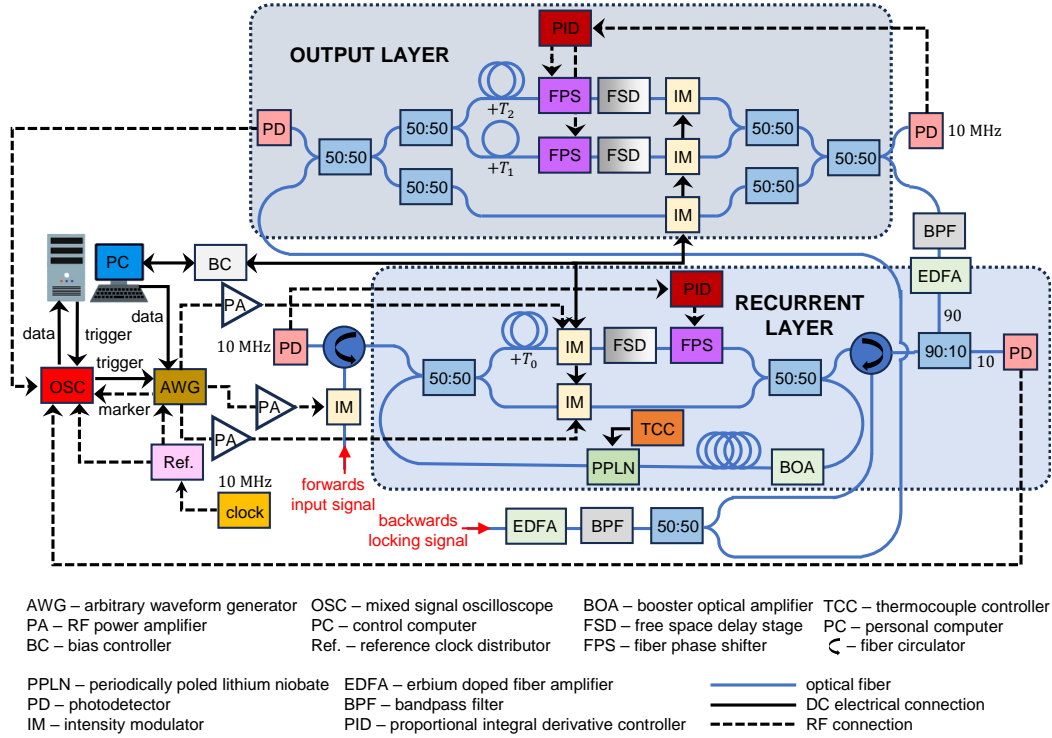 OUTPUT LAYER
PID
FPS
FSD
IM
+T₂
PD
50:50
50:50
50:50
PD
10 MHz
+T₁
FPS
FSD
IM
50:50
50:50
50:50
IM
BPF
EDFA
PC
BC
PA
PID
RECURRENT
LAYER
90
data
trigger
data
10 MHz
PD
+T₀
IM
FSD
FPS
90:10
10
PD
trigger
50:50
50:50
OSC
AWG
marker
PA
IM
IM
PA
TCC
Ref.
PPLN
BOA
10 MHz
forwards
input signal
clock
backwards
locking signal
EDFA
BPF
50:50
AWG – arbitrary waveform generator
PA – RF power amplifier
BC – bias controller
OSC – mixed signal oscilloscope
PC – control computer
Ref. – reference clock distributor
BOA – booster optical amplifier
FSD – free space delay stage
FPS – fiber phase shifter
TCC – thermocouple controller
PC – personal computer
– fiber circulator
PPLN – periodically poled lithium niobate
PD – photodetector
IM – intensity modulator
EDFA – erbium doped fiber amplifier
BPF – bandpass filter
PID – proportional integral derivative controller
optical fiber
DC electrical connection
RF connection